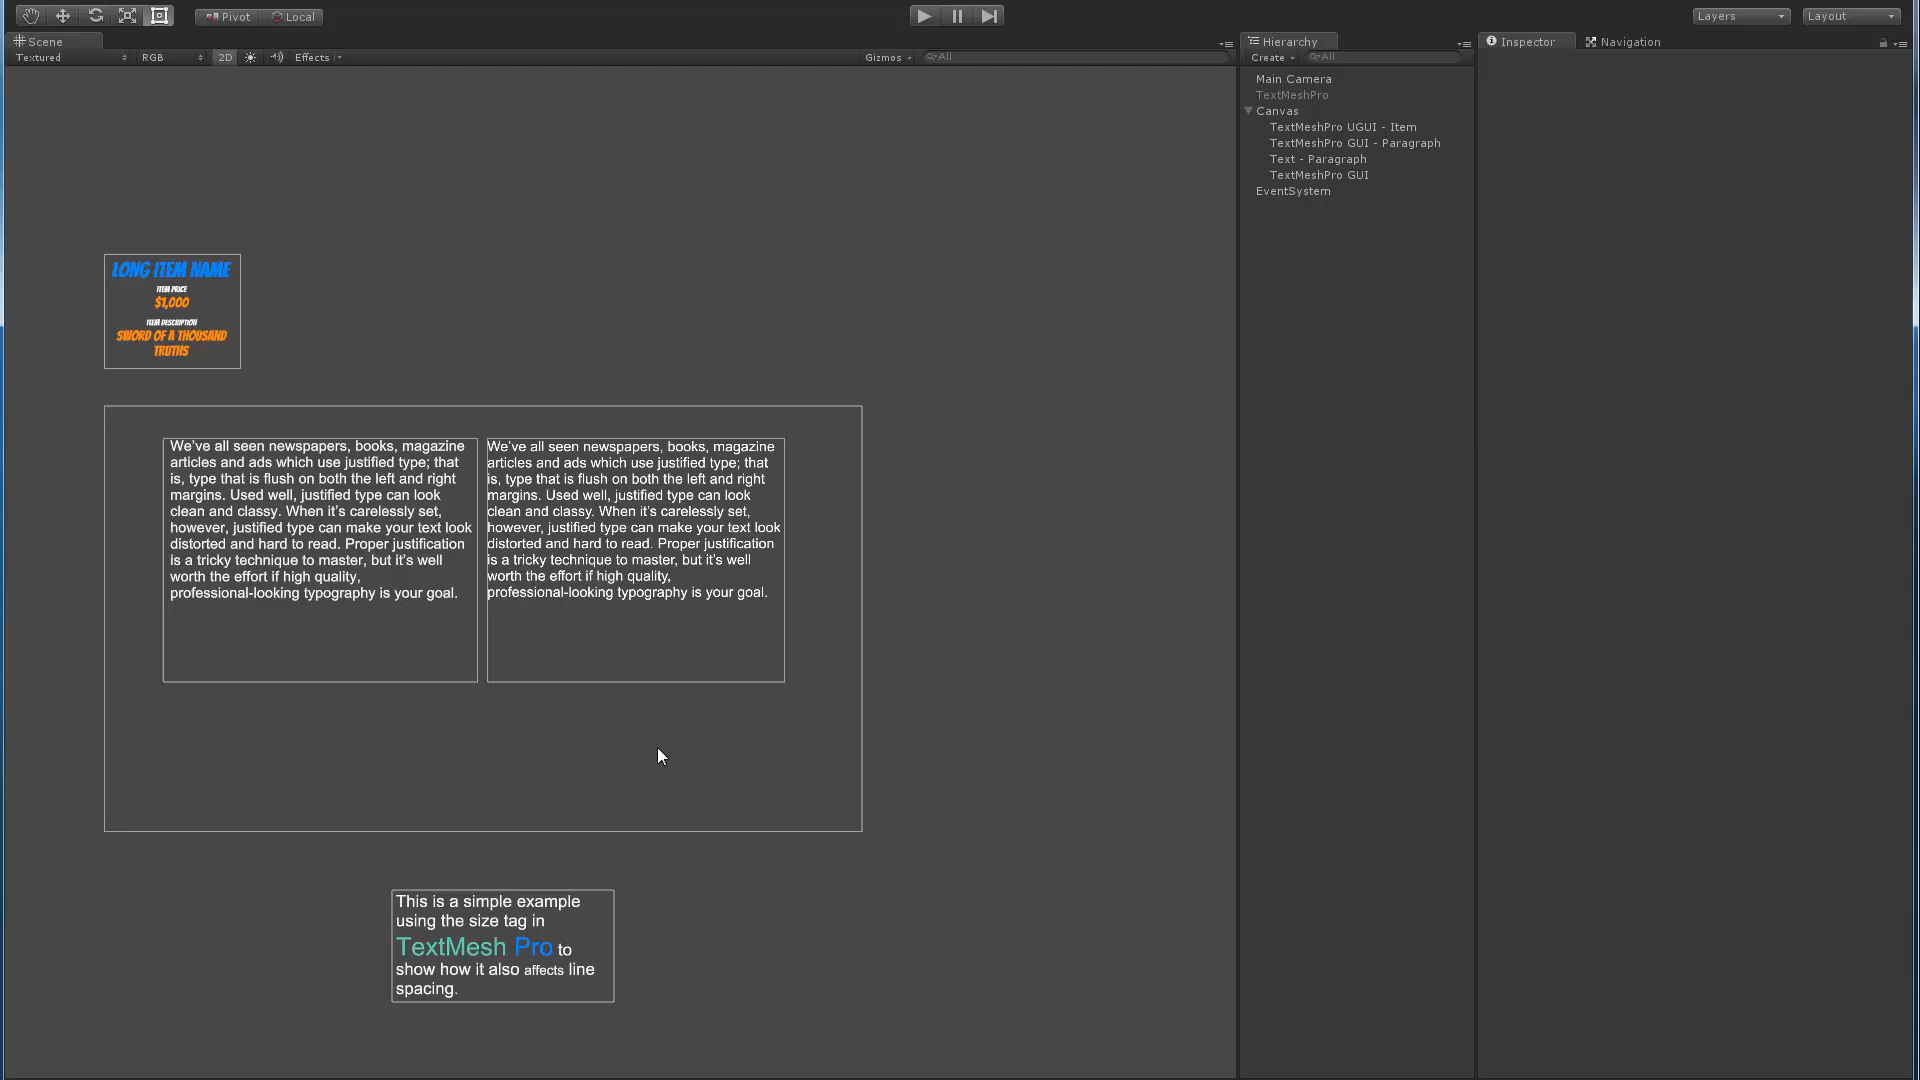 Pivot Local
Layers Layout
Scene
Textured RGB 2D Effects Gizmos All
Hierarchy
Create All
Main Camera
TextMeshPro
Canvas
TextMeshPro UGUI - Item
TextMeshPro GUI - Paragraph
Text - Paragraph
TextMeshPro GUI
EventSystem
Inspector Navigation
LONG ITEM NAME
ITEM PRICE
$1,000
ITEM DESCRIPTION
SWORD OF A THOUSAND
TRUTHS
We've all seen newspapers, books, magazine
articles and ads which use justified type; that
is, type that is flush on both the left and right
margins. Used well, justified type can look
clean and classy. When it's carelessly set,
however, justified type can make your text look
distorted and hard to read. Proper justification
is a tricky technique to master, but it's well
worth the effort if high quality,
professional-looking typography is your goal.
We've all seen newspapers, books, magazine
articles and ads which use justified type; that
is, type that is flush on both the left and right
margins. Used well, justified type can look
clean and classy. When it's carelessly set,
however, justified type can make your text look
distorted and hard to read. Proper justification
is a tricky technique to master, but it's well
worth the effort if high quality,
professional-looking typography is your goal.
This is a simple example
using the size tag in
TextMesh Pro to
show how it also affects line
spacing.